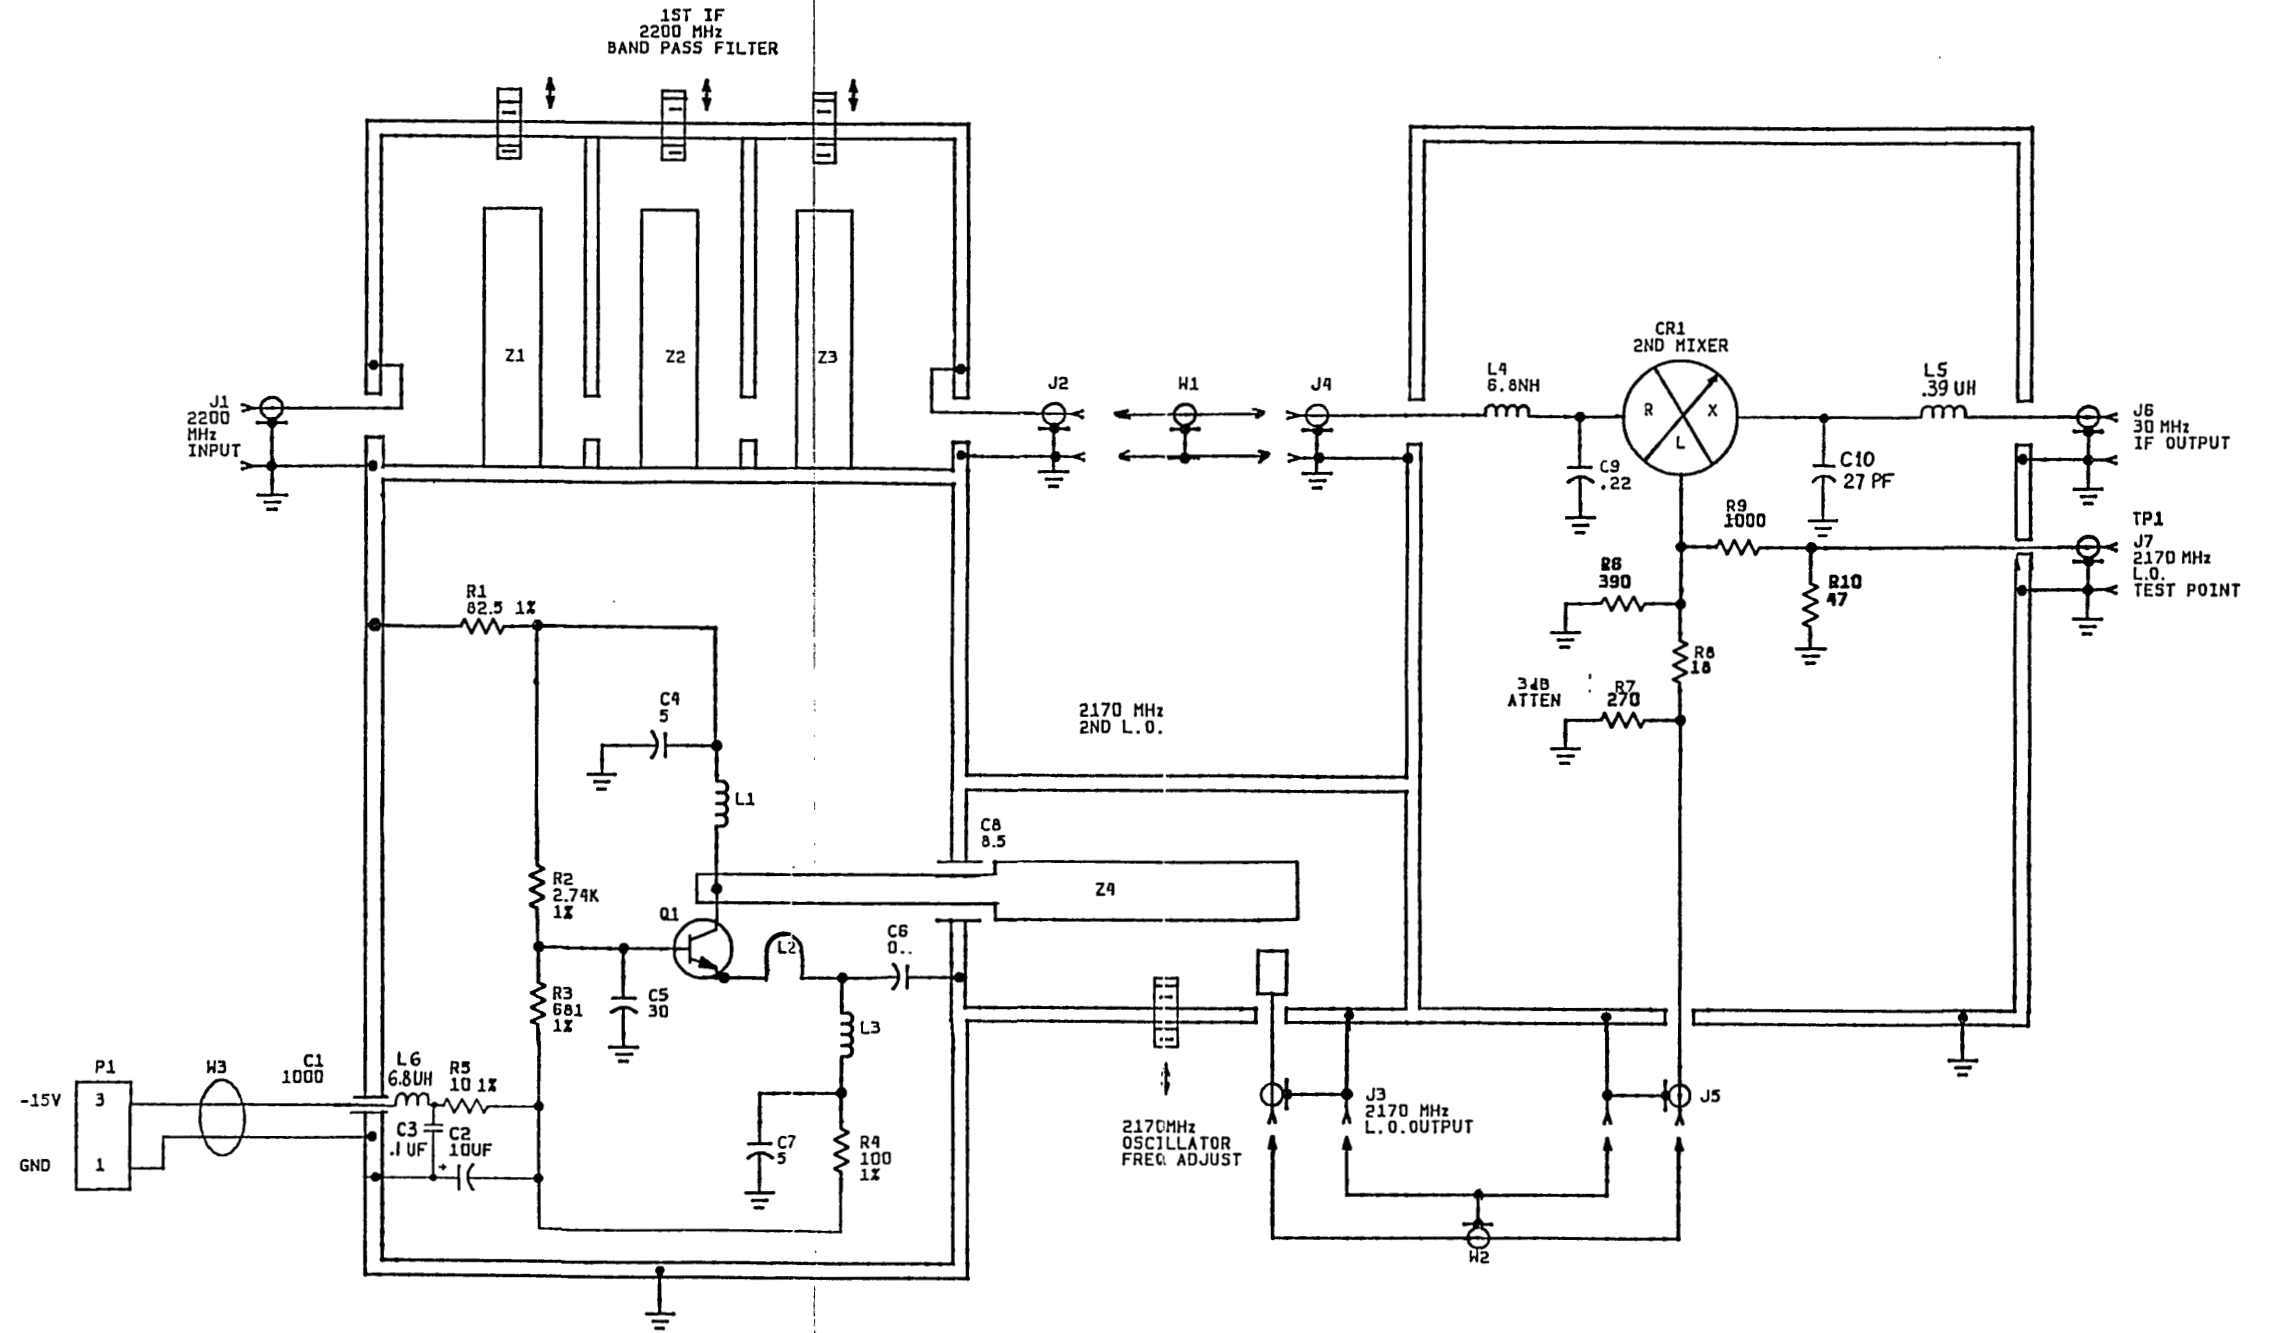 1ST IF
2200 MHz
BAND PASS FILTER
Z1
Z2
Z3
J1
2200
MHz
INPUT
J2
W1
J4
L4
6.8NH
CR1
2ND MIXER
R
X
L
L5
.39 UH
J6
30 MHz
IF OUTPUT
C9
.22
C10
27 PF
R9
1000
TP1
J7
2170 MHz
L.O.
TEST POINT
390
R10
47
18
3dB
ATTEN
R7
270
R1
82.5 1%
C4
5
L1
2170 MHz
2ND L.O.
C8
8.5
Z4
R2
2.74K
1%
Q1
L2
C6
R3
681
1%
C5
30
L3
P1
3
1
-15V
GND
W3
C1
1000
L6
6.8UH
R5
10 1%
C3
.1 UF
C2
10UF
+
C7
5
R4
100
1%
2170MHz
OSCILLATOR
FREQ ADJUST
J3
2170 MHz
L.O.OUTPUT
J5
W2